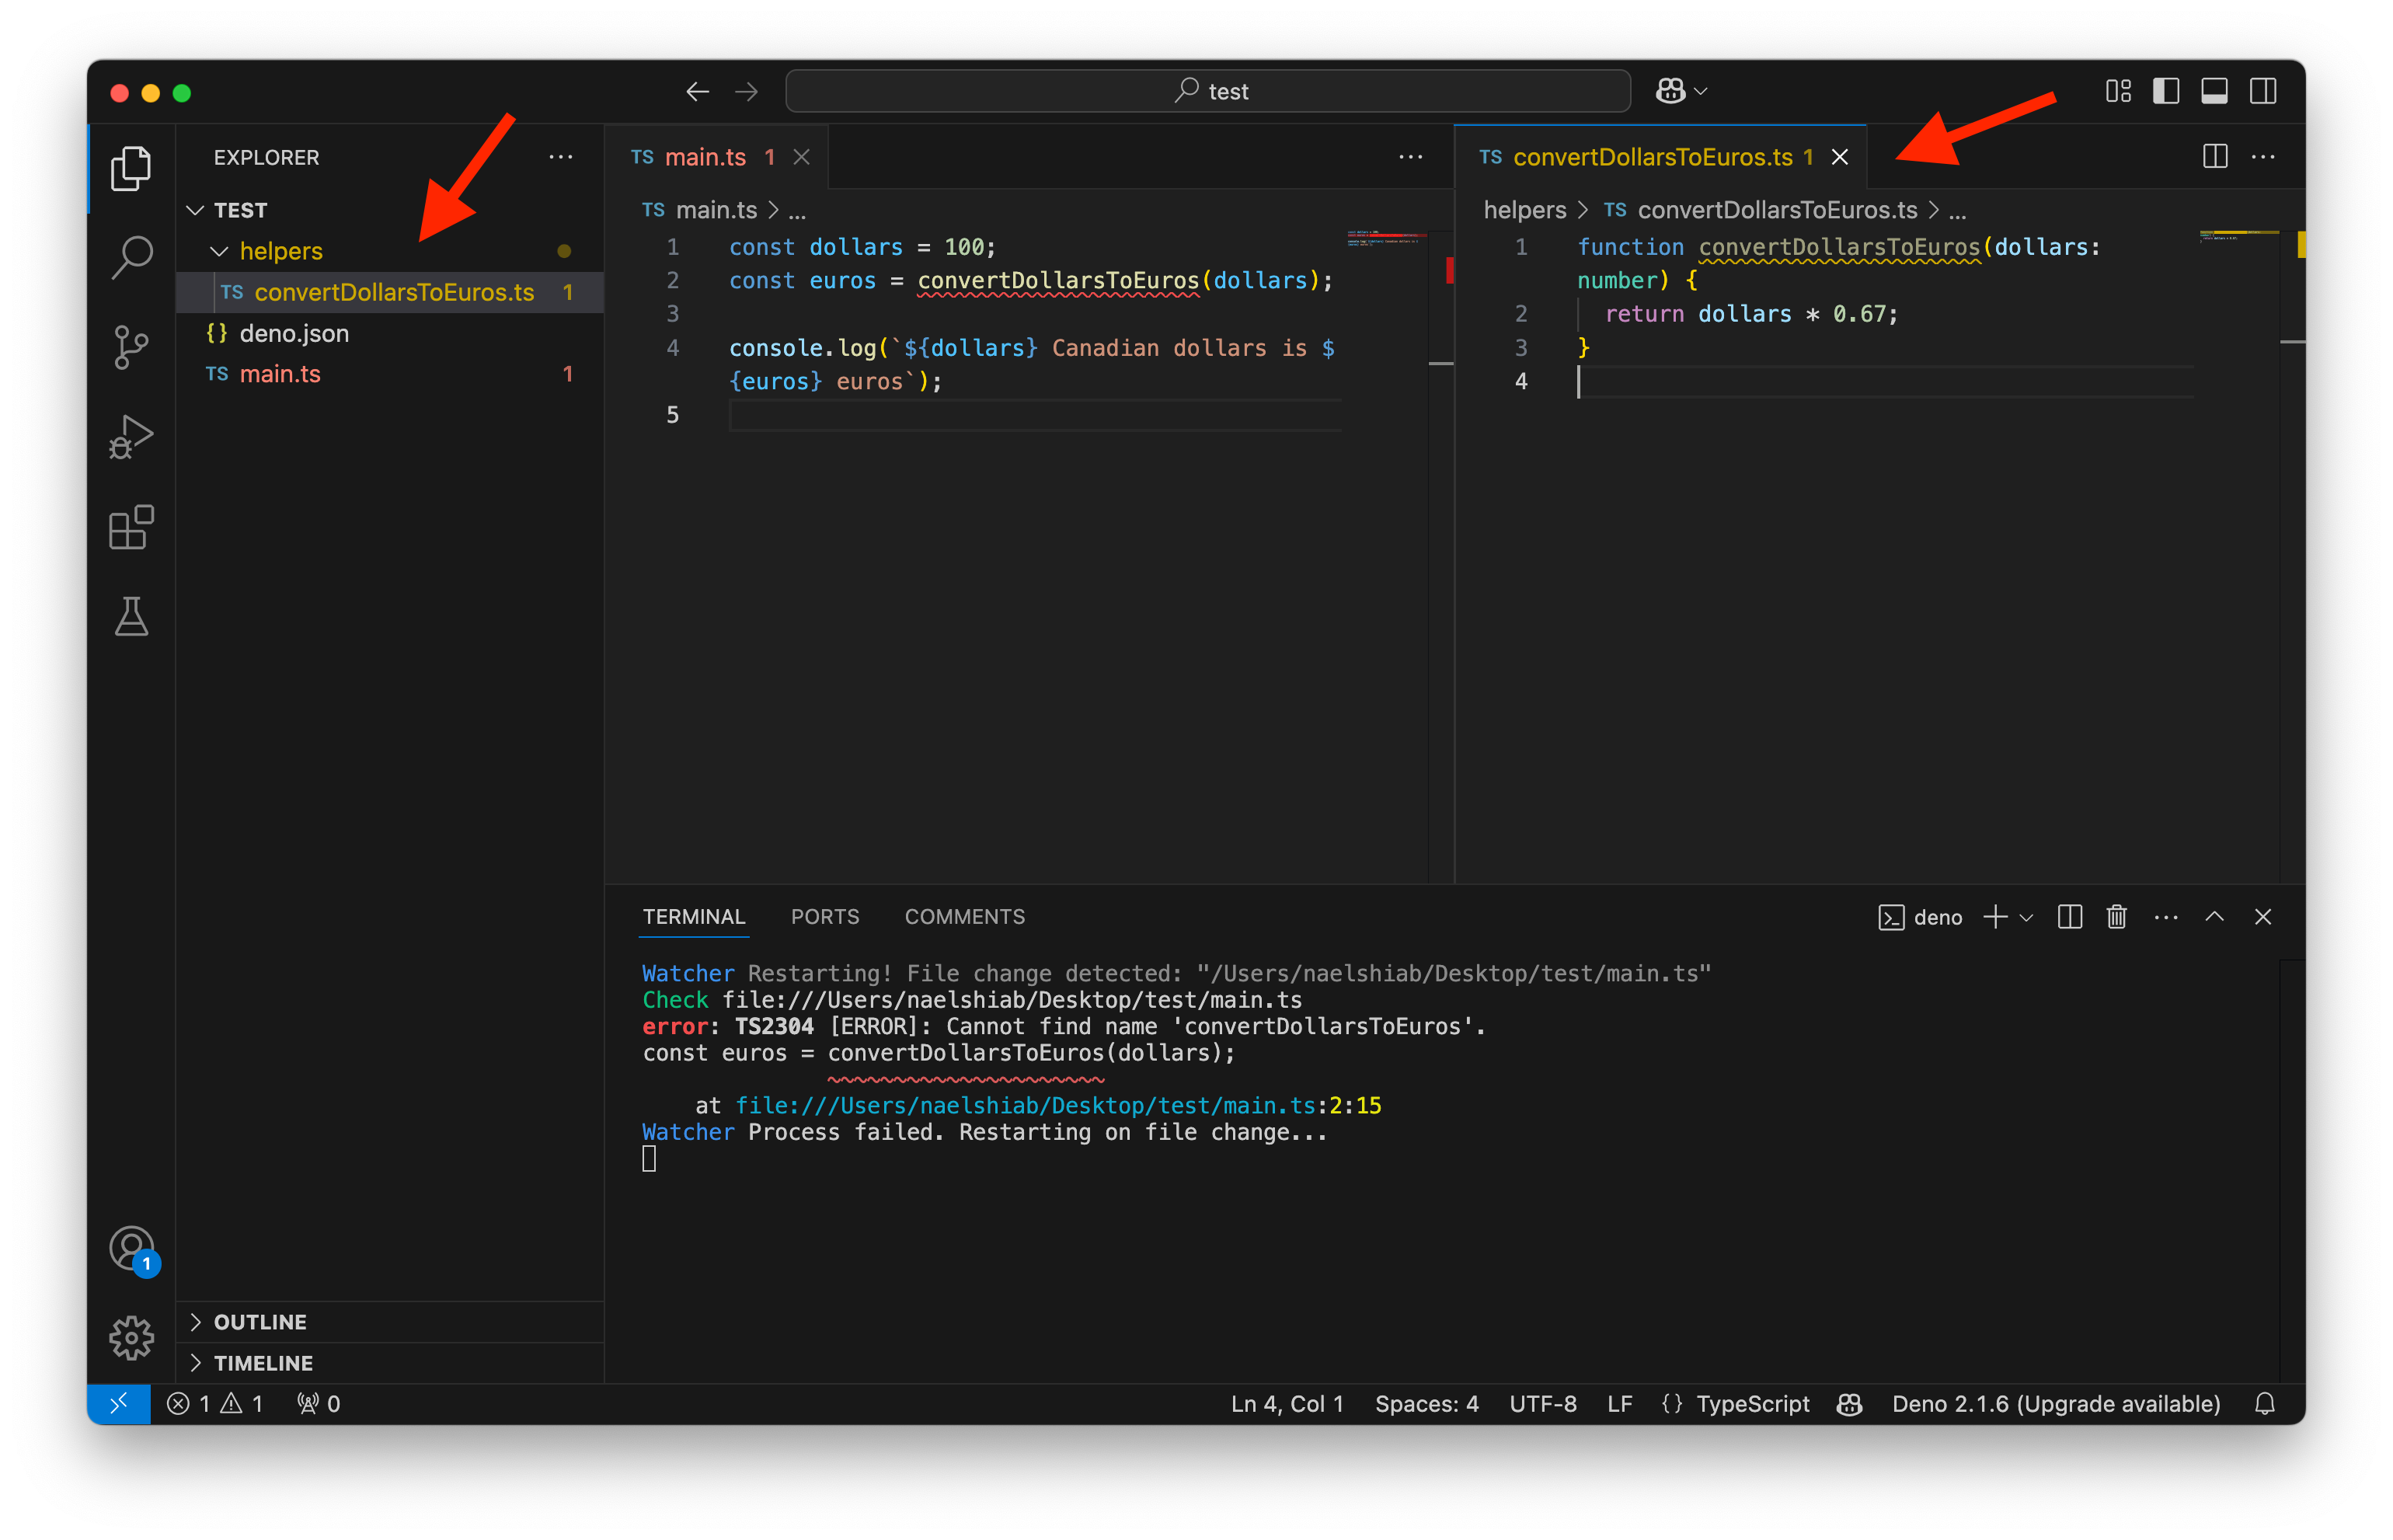 test
EXPLORER
TEST
helpers
TS convertDollarsToEuros.ts 1
{} deno.json
TS main.ts 1
OUTLINE
TIMELINE
TS main.ts 1
TS main.ts > ...
1 const dollars = 100;
2 const euros = convertDollarsToEuros(dollars);
3
4 console.log(`${dollars} Canadian dollars is $
{euros} euros`);
5
TS convertDollarsToEuros.ts 1
helpers > TS convertDollarsToEuros.ts > ...
1 function convertDollarsToEuros(dollars:
number) {
2 return dollars * 0.67;
3 }
4
TERMINAL PORTS COMMENTS
deno
Watcher Restarting! File change detected: "/Users/naelshiab/Desktop/test/main.ts"
Check file:///Users/naelshiab/Desktop/test/main.ts
error: TS2304 [ERROR]: Cannot find name 'convertDollarsToEuros'.
const euros = convertDollarsToEuros(dollars);
~~~~~~~~~~~~~~~~~~~~~
at file:///Users/naelshiab/Desktop/test/main.ts:2:15
Watcher Process failed. Restarting on file change...
1
1 1 0 Ln 4, Col 1 Spaces: 4 UTF-8 LF {} TypeScript Deno 2.1.6 (Upgrade available)